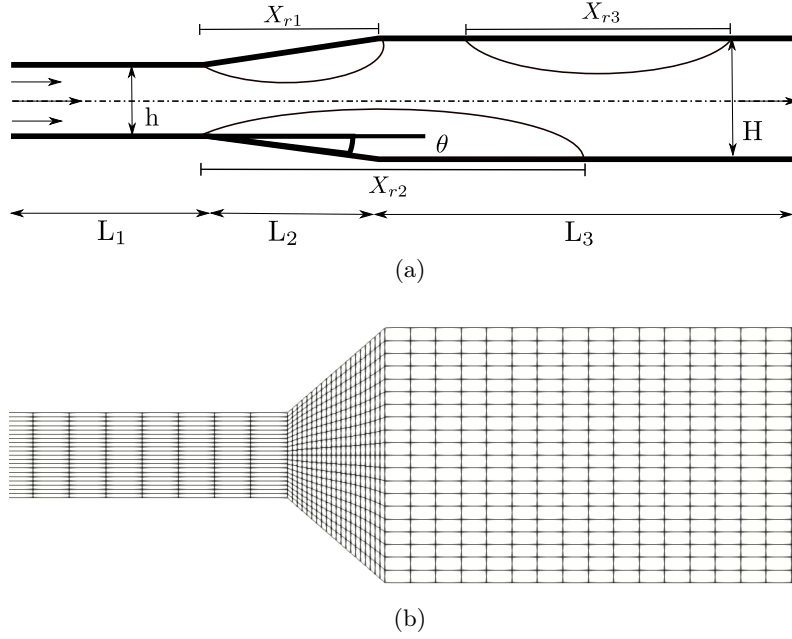 X_{r1} X_{r3}
h H
θ
X_{r2}
L_1 L_2 L_3
(a)
(b)